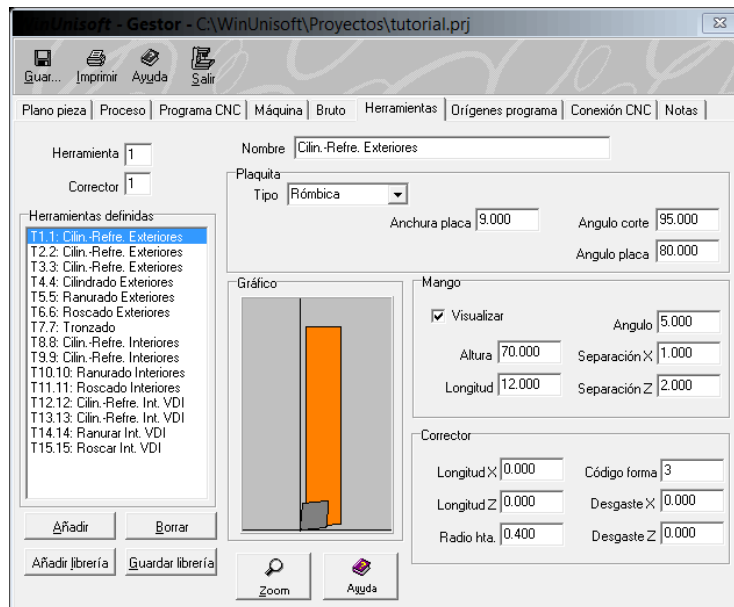 WinUnisoft - Gestor - C:\WinUnisoft\Proyectos\tutorial.prj
Guar... Imprimir Ayuda Salir
Plano pieza Proceso Programa CNC Máquina Bruto Herramientas Orígenes programa Conexión CNC Notas
Herramienta 1
Corrector 1
Nombre Cilin.-Refre. Exteriores
Plaquita
Tipo Rómbica
Anchura placa 9.000
Angulo corte 95.000
Angulo placa 80.000
Herramientas definidas
T1.1: Cilin.-Refre. Exteriores
T2.2: Cilin.-Refre. Exteriores
T3.3: Cilin.-Refre. Exteriores
T4.4: Cilindrado Exteriores
T5.5: Ranurado Exteriores
T6.6: Roscado Exteriores
T7.7: Tronzado
T8.8: Cilin.-Refre. Interiores
T9.9: Cilin.-Refre. Interiores
T10.10: Ranurado Interiores
T11.11: Roscado Interiores
T12.12: Cilin.-Refre. Int. VDI
T13.13: Cilin.-Refre. Int. VDI
T14.14: Ranurar Int. VDI
T15.15: Roscar Int. VDI
Añadir Borrar
Añadir librería Guardar librería
Gráfico
Zoom Ayuda
Mango
Visualizar
Angulo 5.000
Altura 70.000
Separación X 1.000
Longitud 12.000
Separación Z 2.000
Corrector
Longitud X 0.000
Código forma 3
Longitud Z 0.000
Desgaste X 0.000
Radio hta. 0.400
Desgaste Z 0.000